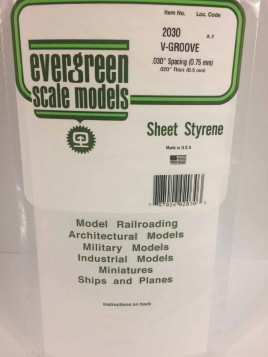 Item No. Loc. Code
2030 A-2
V-GROOVE
.030" Spacing (0.75 mm)
.020" Thick (0.5 mm)
evergreen
scale models
Sheet Styrene
Made in U.S.A
Model Railroading
Architectural Models
Military Models
Industrial Models
Miniatures
Ships and Planes
Instructions on back